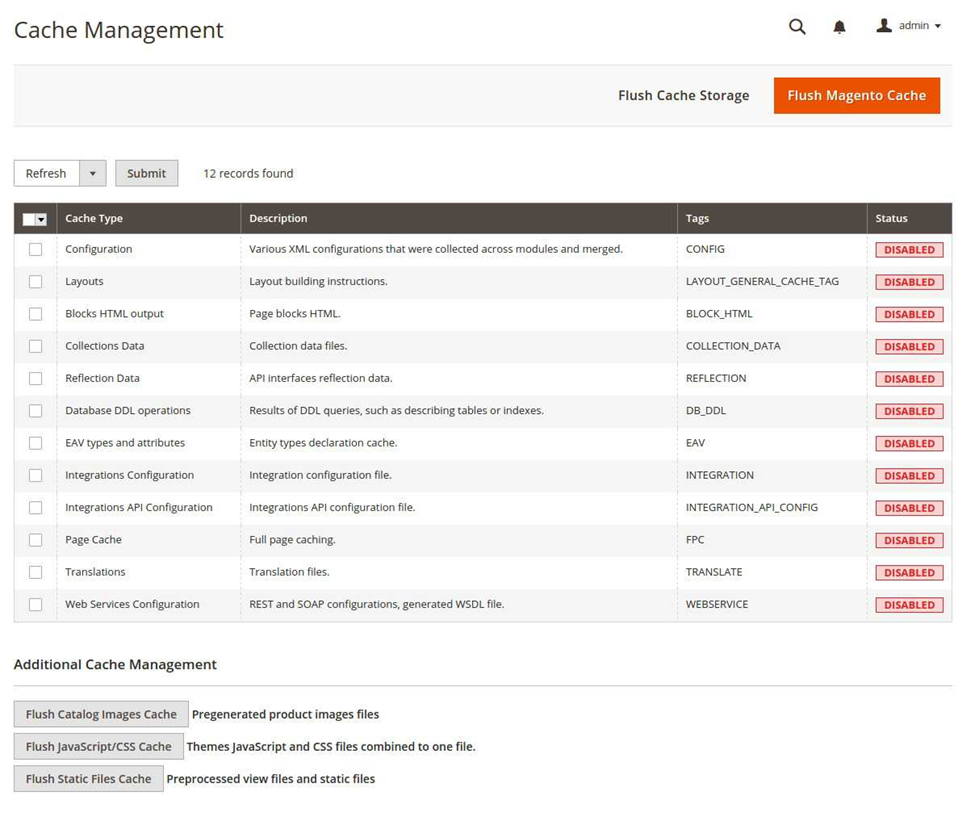 Cache Management
admin
Flush Cache Storage
Flush Magento Cache
Refresh
Submit
12 records found
Cache Type Description Tags Status
Configuration Various XML configurations that were collected across modules and merged. CONFIG DISABLED
Layouts Layout building instructions. LAYOUT_GENERAL_CACHE_TAG DISABLED
Blocks HTML output Page blocks HTML. BLOCK_HTML DISABLED
Collections Data Collection data files. COLLECTION_DATA DISABLED
Reflection Data API interfaces reflection data. REFLECTION DISABLED
Database DDL operations Results of DDL queries, such as describing tables or indexes. DB_DDL DISABLED
EAV types and attributes Entity types declaration cache. EAV DISABLED
Integrations Configuration Integration configuration file. INTEGRATION DISABLED
Integrations API Configuration Integrations API configuration file. INTEGRATION_API_CONFIG DISABLED
Page Cache Full page caching. FPC DISABLED
Translations Translation files. TRANSLATE DISABLED
Web Services Configuration REST and SOAP configurations, generated WSDL file. WEBSERVICE DISABLED
Additional Cache Management
Flush Catalog Images Cache Pregenerated product images files
Flush JavaScript/CSS Cache Themes JavaScript and CSS files combined to one file.
Flush Static Files Cache Preprocessed view files and static files